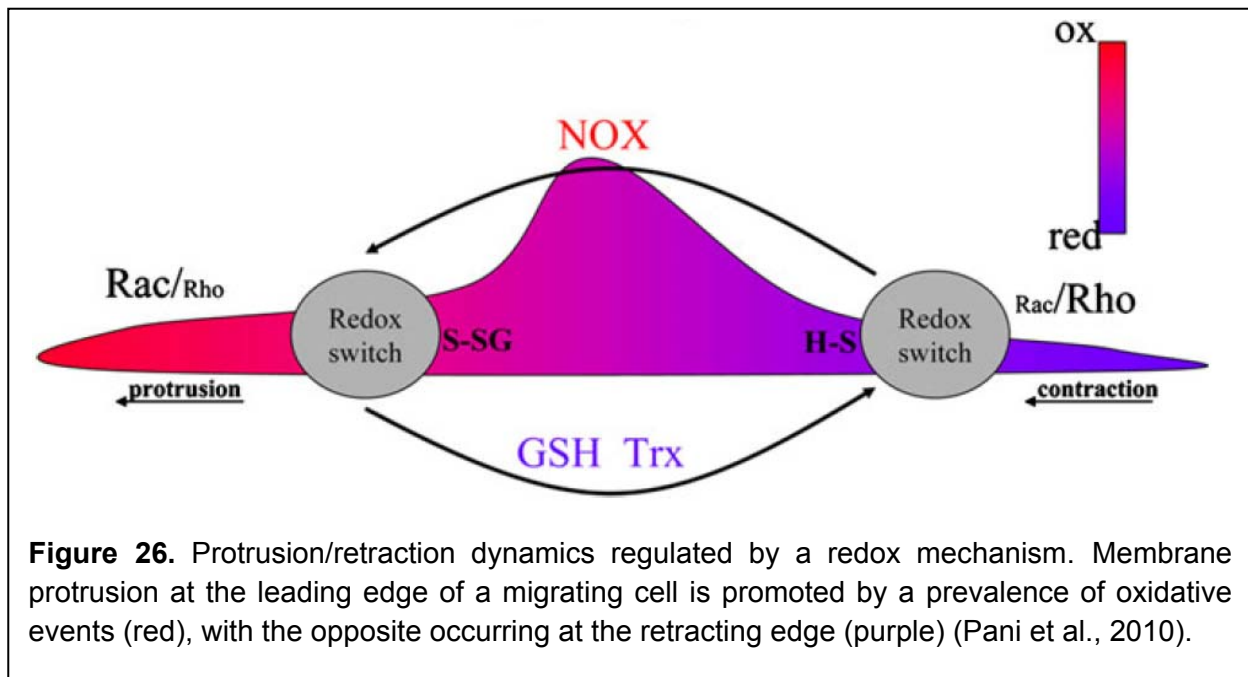 ox
NOX
red
Rac/Rho
Rac/Rho
Redox switch
S-SG
H-S
Redox switch
protrusion
contraction
GSH Trx
Figure 26. Protrusion/retraction dynamics regulated by a redox mechanism. Membrane
protrusion at the leading edge of a migrating cell is promoted by a prevalence of oxidative
events (red), with the opposite occurring at the retracting edge (purple) (Pani et al., 2010).